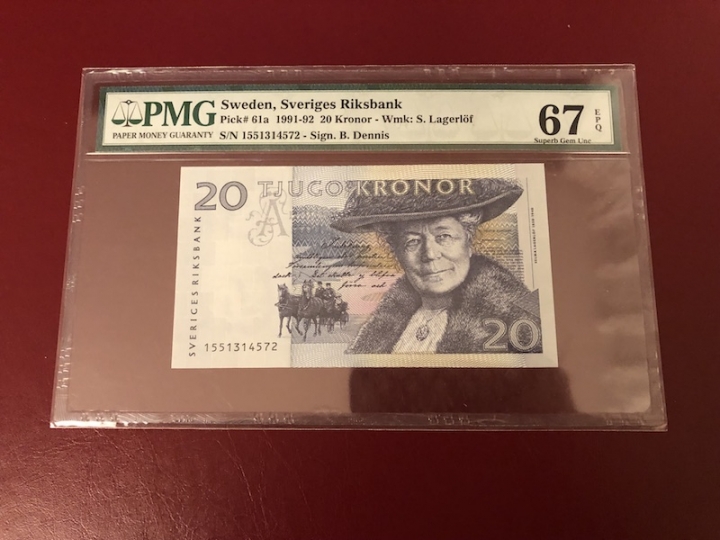 PMG
PAPER MONEY GUARANTY
Sweden, Sveriges Riksbank
Pick# 61a 1991-92 20 Kronor - Wmk: S. Lagerlöf
S/N 1551314572 - Sign. B. Dennis
67 EPQ
Superb Gem Unc
20 TJUGO KRONOR
SVERIGES RIKSBANK
1551314572
20